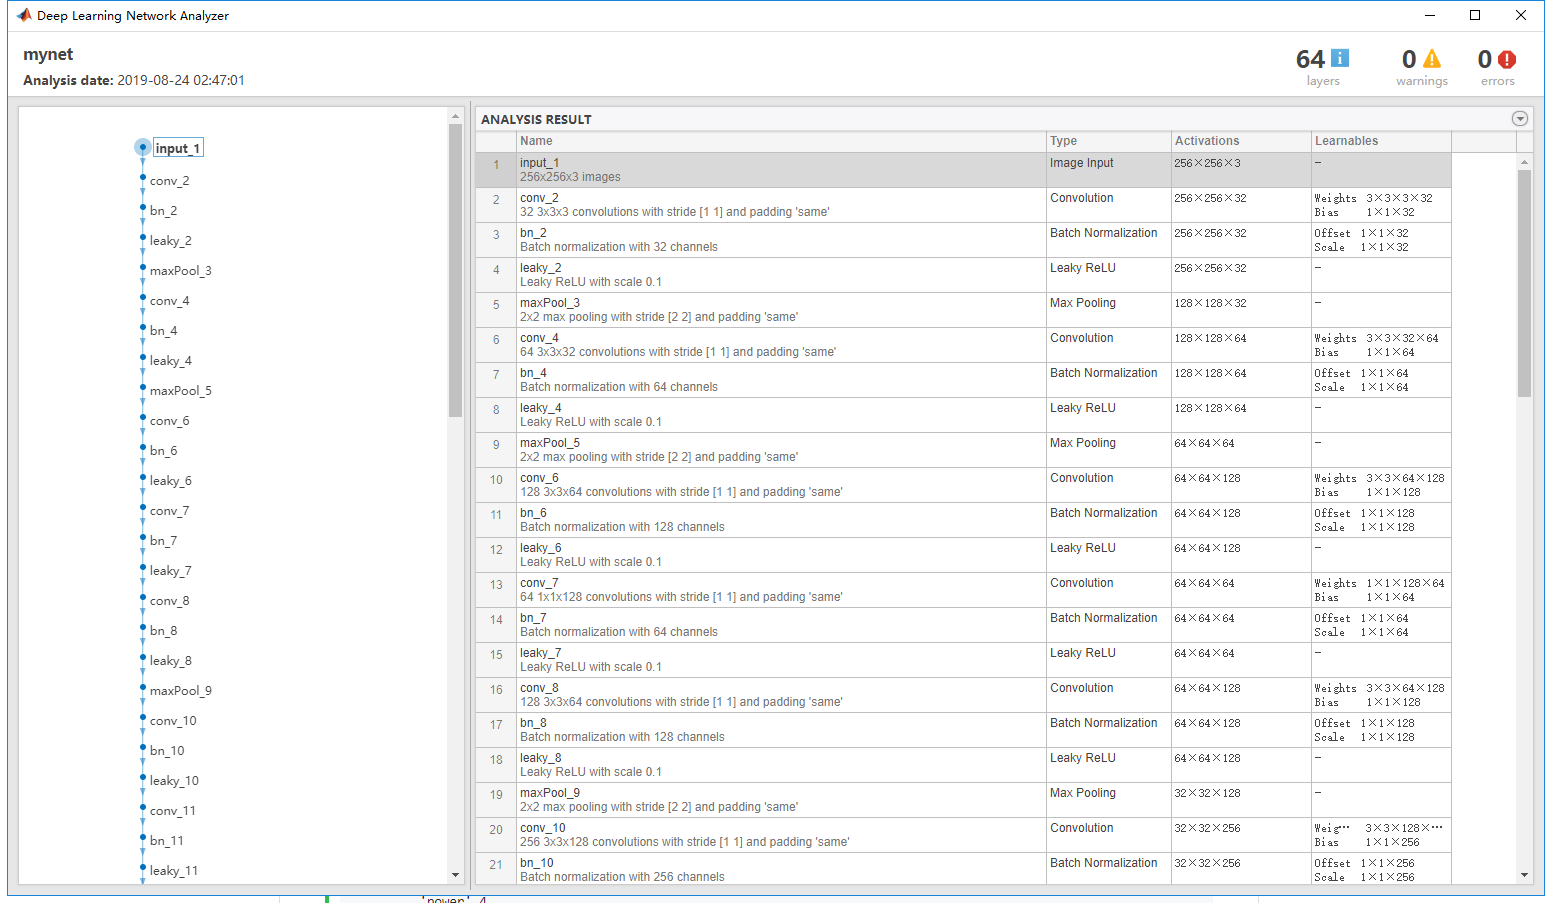 Deep Learning Network Analyzer
mynet
Analysis date: 2019-08-24 02:47:01
64 layers
0 warnings
0 errors
input_1
conv_2
bn_2
leaky_2
maxPool_3
conv_4
bn_4
leaky_4
maxPool_5
conv_6
bn_6
leaky_6
conv_7
bn_7
leaky_7
conv_8
bn_8
leaky_8
maxPool_9
conv_10
bn_10
leaky_10
conv_11
bn_11
leaky_11
ANALYSIS RESULT
Name Type Activations Learnables
1 input_1 Image Input 256×256×3 –
256x256x3 images
2 conv_2 Convolution 256×256×32 Weights 3×3×3×32
32 3x3x3 convolutions with stride [1 1] and padding 'same' Bias 1×1×32
3 bn_2 Batch Normalization 256×256×32 Offset 1×1×32
Batch normalization with 32 channels Scale 1×1×32
4 leaky_2 Leaky ReLU 256×256×32 –
Leaky ReLU with scale 0.1
5 maxPool_3 Max Pooling 128×128×32 –
2x2 max pooling with stride [2 2] and padding 'same'
6 conv_4 Convolution 128×128×64 Weights 3×3×32×64
64 3x3x32 convolutions with stride [1 1] and padding 'same' Bias 1×1×64
7 bn_4 Batch Normalization 128×128×64 Offset 1×1×64
Batch normalization with 64 channels Scale 1×1×64
8 leaky_4 Leaky ReLU 128×128×64 –
Leaky ReLU with scale 0.1
9 maxPool_5 Max Pooling 64×64×64 –
2x2 max pooling with stride [2 2] and padding 'same'
10 conv_6 Convolution 64×64×128 Weights 3×3×64×128
128 3x3x64 convolutions with stride [1 1] and padding 'same' Bias 1×1×128
11 bn_6 Batch Normalization 64×64×128 Offset 1×1×128
Batch normalization with 128 channels Scale 1×1×128
12 leaky_6 Leaky ReLU 64×64×128 –
Leaky ReLU with scale 0.1
13 conv_7 Convolution 64×64×64 Weights 1×1×128×64
64 1x1x128 convolutions with stride [1 1] and padding 'same' Bias 1×1×64
14 bn_7 Batch Normalization 64×64×64 Offset 1×1×64
Batch normalization with 64 channels Scale 1×1×64
15 leaky_7 Leaky ReLU 64×64×64 –
Leaky ReLU with scale 0.1
16 conv_8 Convolution 64×64×128 Weights 3×3×64×128
128 3x3x64 convolutions with stride [1 1] and padding 'same' Bias 1×1×128
17 bn_8 Batch Normalization 64×64×128 Offset 1×1×128
Batch normalization with 128 channels Scale 1×1×128
18 leaky_8 Leaky ReLU 64×64×128 –
Leaky ReLU with scale 0.1
19 maxPool_9 Max Pooling 32×32×128 –
2x2 max pooling with stride [2 2] and padding 'same'
20 conv_10 Convolution 32×32×256 Weig⋯ 3×3×128×⋯
256 3x3x128 convolutions with stride [1 1] and padding 'same' Bias 1×1×256
21 bn_10 Batch Normalization 32×32×256 Offset 1×1×256
Batch normalization with 256 channels Scale 1×1×256